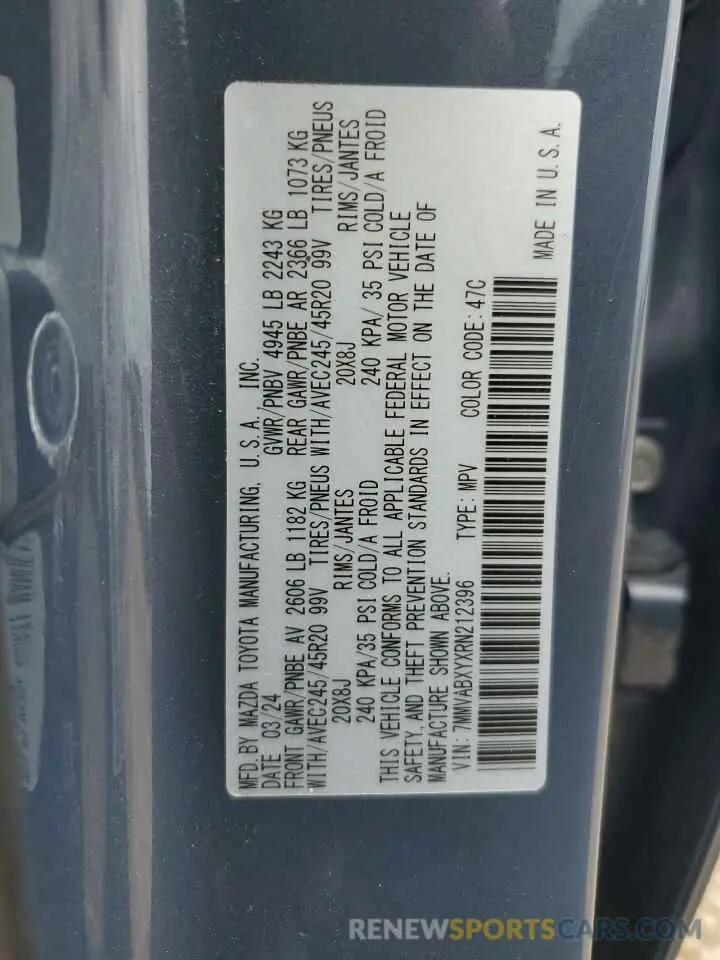 MFD. BY MAZDA TOYOTA MANUFACTURING, U.S.A. INC.
DATE 03/24 GVWR/PNBV 4945 LB 2243 KG
FRONT GAWR/PNBE AV 2606 LB 1182 KG REAR GAWR/PNBE AR 2366 LB 1073 KG
WITH/AVEC245/45R20 99V TIRES/PNEUS WITH/AVEC245/45R20 99V TIRES/PNEUS
20X8J RIMS/JANTES 20X8J RIMS/JANTES
240 KPA/35 PSI COLD/A FROID 240 KPA/ 35 PSI COLD/A FROID
THIS VEHICLE CONFORMS TO ALL APPLICABLE FEDERAL MOTOR VEHICLE
SAFETY, AND THEFT PREVENTION STANDARDS IN EFFECT ON THE DATE OF
MANUFACTURE SHOWN ABOVE.
VIN: 7MMVABXYXRN212396 TYPE: MPV COLOR CODE: 47C
MADE IN U.S.A.
RENEWSPORTSCARS.COM